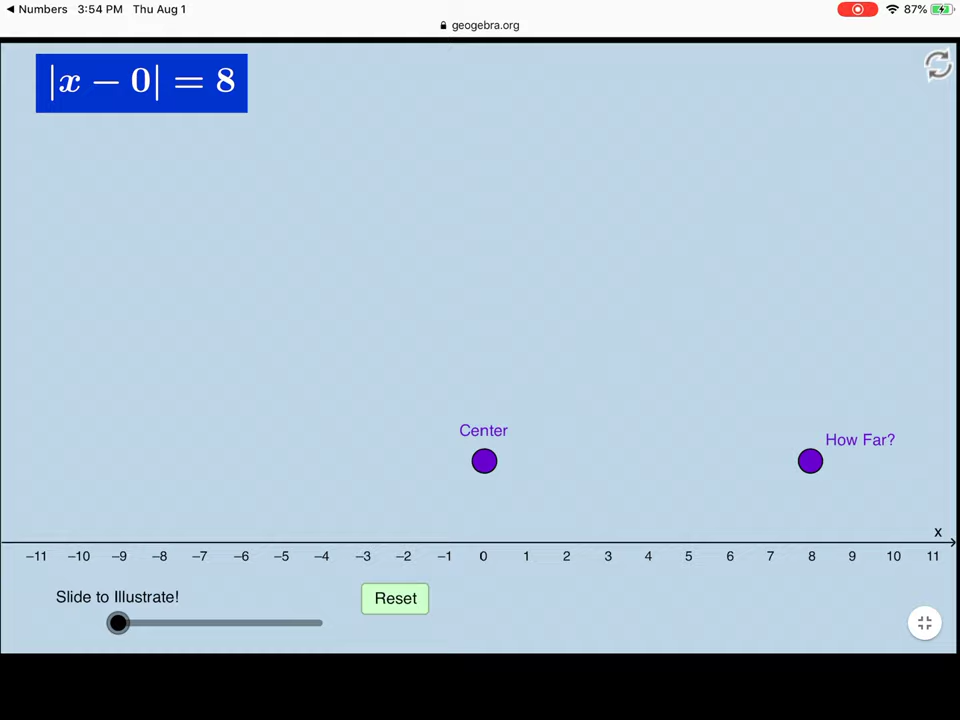 ◀ Numbers 3:54 PM Thu Aug 1 87%
geogebra.org
|x − 0| = 8
Center
How Far?
x
−11 −10 −9 −8 −7 −6 −5 −4 −3 −2 −1 0 1 2 3 4 5 6 7 8 9 10 11
Slide to Illustrate!
Reset